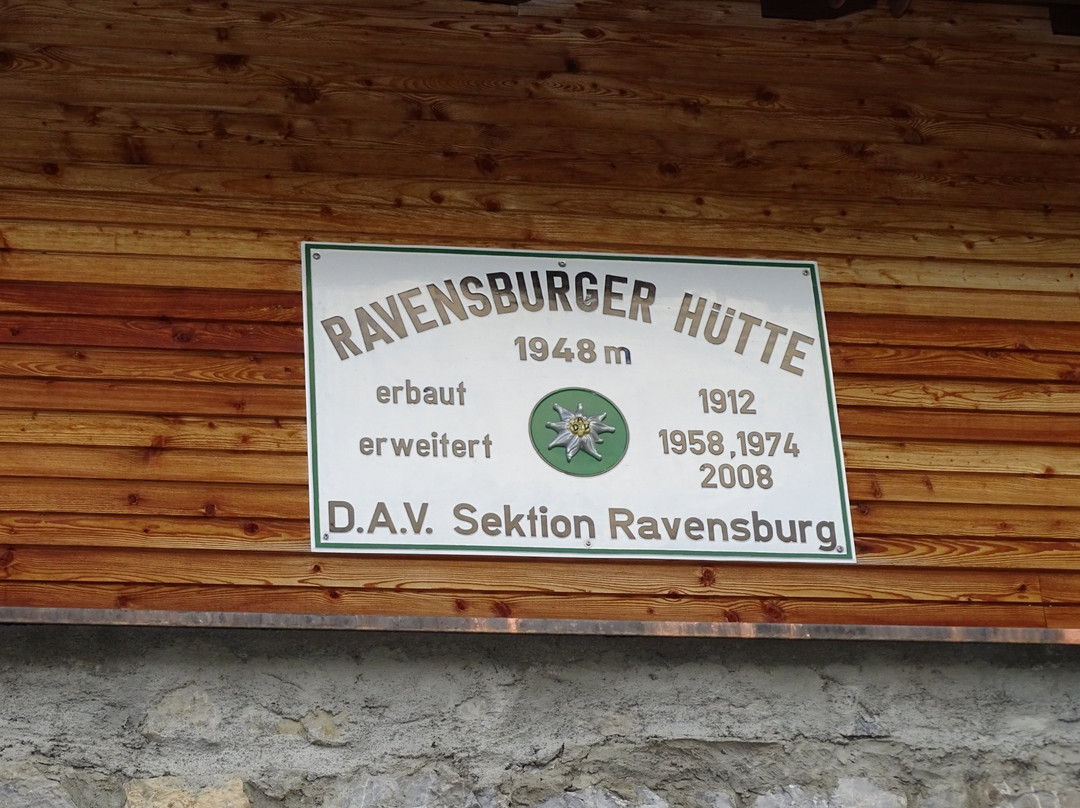 RAVENSBURGER HÜTTE
1948 m
erbaut 1912
erweitert 1958,1974
2008
D.A.V. Sektion Ravensburg